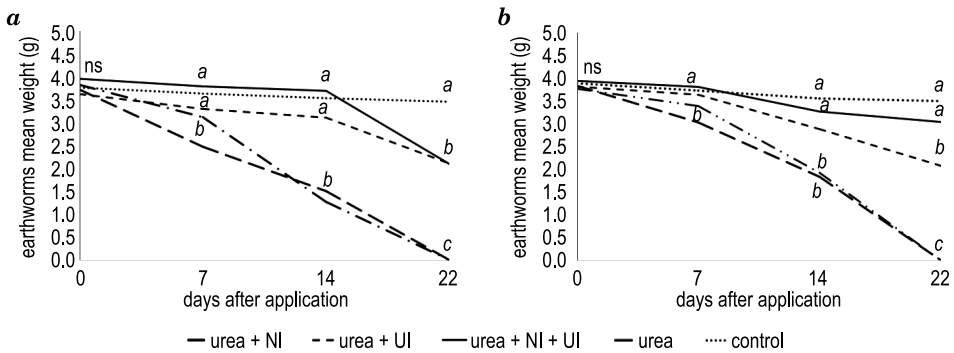 a
earthworms mean weight (g)
5.0
4.5
4.0
3.5
3.0
2.5
2.0
1.5
1.0
0.5
0.0
ns
a
a
b
a
b
a
b
c
0
7
14
22
days after application
b
earthworms mean weight (g)
5.0
4.5
4.0
3.5
3.0
2.5
2.0
1.5
1.0
0.5
0.0
ns
a
b
a
a
b
b
a
a
b
c
0
7
14
22
days after application
urea + NI urea + UI urea + NI + UI urea control